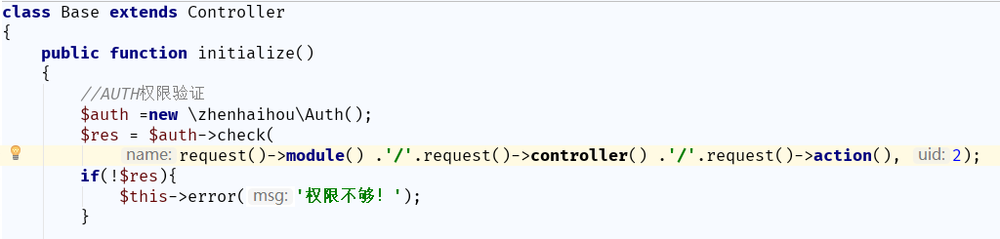 class Base extends Controller
{
    public function initialize()
    {
        //AUTH权限验证
        $auth =new \zhenhaihou\Auth();
        $res = $auth->check(
            name: request()->module() .'/'.request()->controller() .'/'.request()->action(), uid: 2);
        if(!$res){
            $this->error( msg: '权限不够! ');
        }